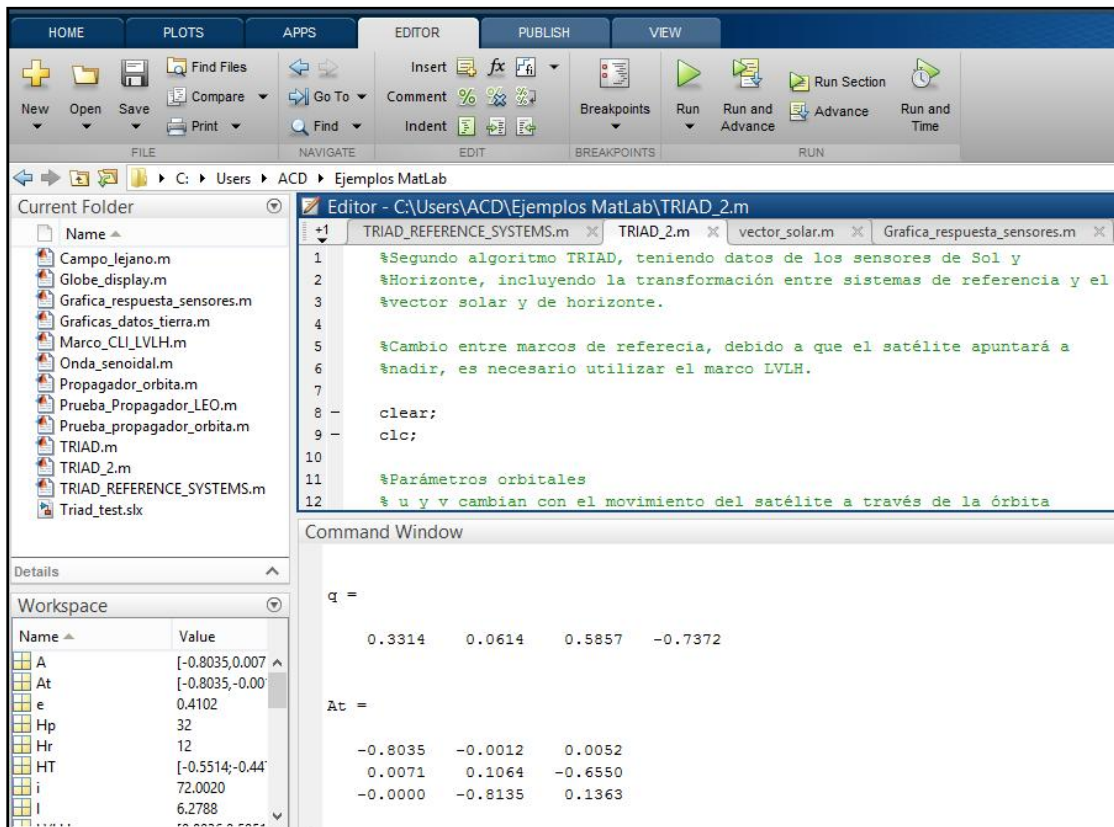 HOME PLOTS APPS EDITOR PUBLISH VIEW
New Open Save
Find Files
Compare
Print
FILE
Go To
Find
NAVIGATE
Insert fx
Comment
Indent
EDIT
Breakpoints
BREAKPOINTS
Run
Run and Advance
Run Section
Advance
Run and Time
RUN
C: Users ACD Ejemplos MatLab
Current Folder
Name
Campo_lejano.m
Globe_display.m
Grafica_respuesta_sensores.m
Graficas_datos_tierra.m
Marco_CLI_LVLH.m
Onda_senoidal.m
Propagador_orbita.m
Prueba_Propagador_LEO.m
Prueba_propagador_orbita.m
TRIAD.m
TRIAD_2.m
TRIAD_REFERENCE_SYSTEMS.m
Triad_test.slx
Details
Workspace
Name Value
A [-0.8035,0.007
At [-0.8035,-0.00
e 0.4102
Hp 32
Hr 12
HT [-0.5514;-0.44
i 72.0020
l 6.2788
Editor - C:\Users\ACD\Ejemplos MatLab\TRIAD_2.m
+1 TRIAD_REFERENCE_SYSTEMS.m TRIAD_2.m vector_solar.m Grafica_respuesta_sensores.m
1 %Segundo algoritmo TRIAD, teniendo datos de los sensores de Sol y
2 %Horizonte, incluyendo la transformación entre sistemas de referencia y el
3 %vector solar y de horizonte.
4
5 %Cambio entre marcos de referecia, debido a que el satélite apuntará a
6 %nadir, es necesario utilizar el marco LVLH.
7
8 – clear;
9 – clc;
10
11 %Parámetros orbitales
12 % u y v cambian con el movimiento del satélite a través de la órbita
Command Window
q =
0.3314 0.0614 0.5857 -0.7372
At =
-0.8035 -0.0012 0.0052
0.0071 0.1064 -0.6550
-0.0000 -0.8135 0.1363